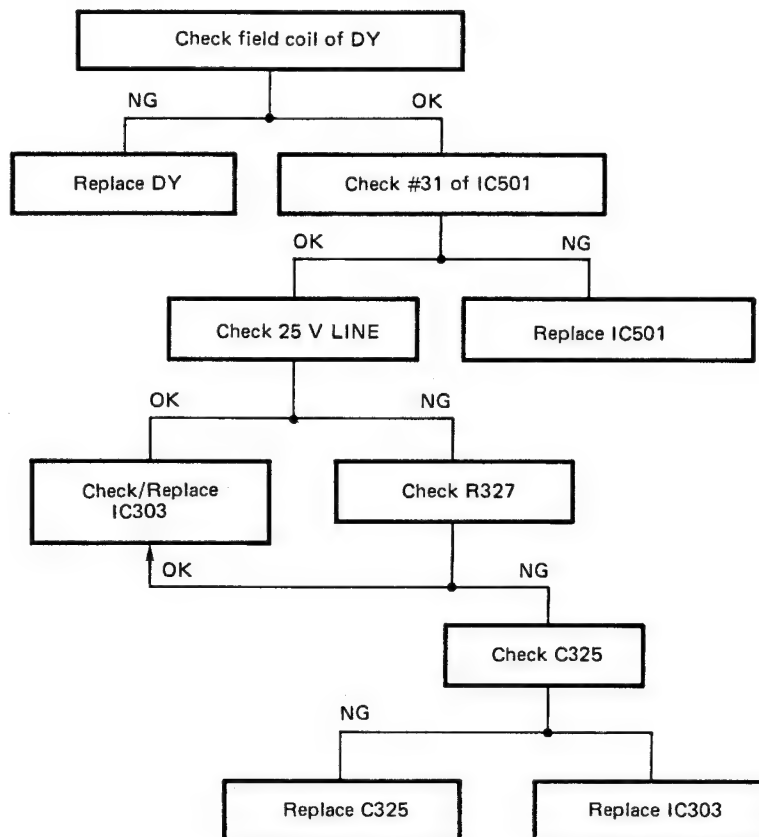 Check field coil of DY
NG
OK
Replace DY
Check #31 of IC501
OK
NG
Check 25 V LINE
Replace IC501
OK
NG
Check/Replace
IC303
Check R327
OK
NG
Check C325
NG
Replace C325
Replace IC303